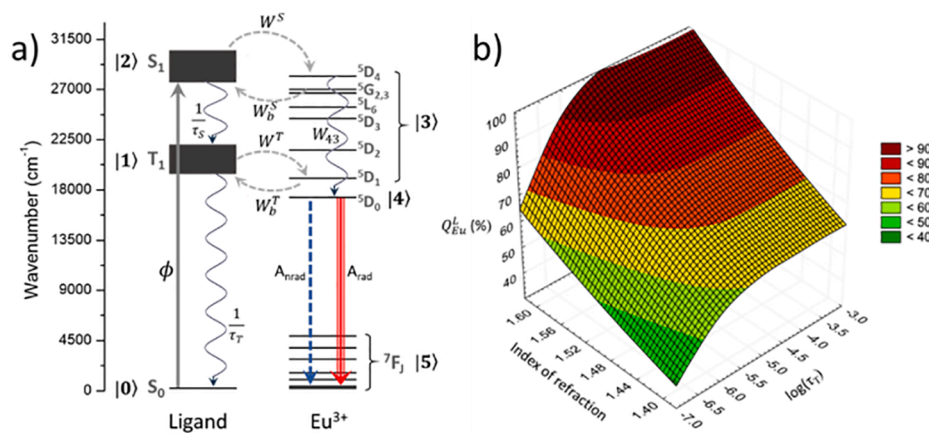 a)
31500
27000
22500
18000
13500
9000
4500
0
Wavenumber (cm⁻¹)
|2⟩ S₁
|1⟩ T₁
|0⟩ S₀
ϕ
1/τ_S
1/τ_T
W^S
W_b^S
W^T
W_b^T
W₄₃
⁵D₄
⁵G₂,₃
⁵L₆
⁵D₃
⁵D₂
⁵D₁
⁵D₀
|3⟩
|4⟩
A_nrad
A_rad
⁷F_J |5⟩
Ligand
Eu³⁺
b)
100
90
80
70
60
50
40
Q_Eu^L (%)
1.60
1.56
1.52
1.48
1.44
1.40
Index of refraction
-7.0
-6.5
-6.0
-5.5
-5.0
-4.5
-4.0
-3.5
-3.0
log(τ_T)
> 90
< 90
< 80
< 70
< 60
< 50
< 40